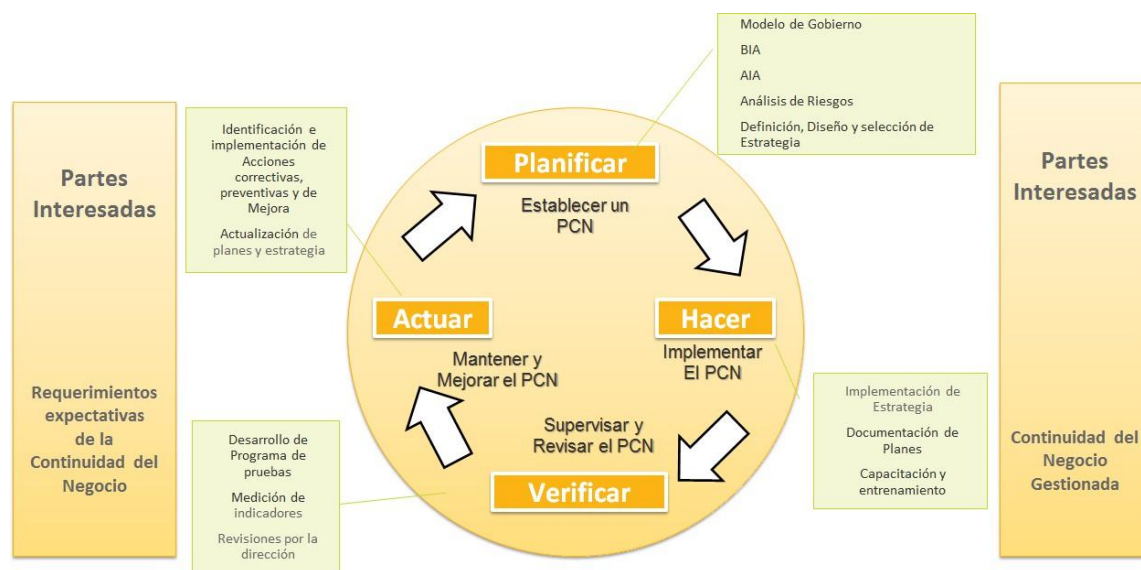 Partes
Interesadas
Requerimientos
expectativas
de la
Continuidad del
Negocio
Identificación e
implementación de
Acciones
correctivas,
preventivas y de
Mejora
Actualización de
planes y estrategia
Modelo de Gobierno
BIA
AIA
Análisis de Riesgos
Definición, Diseño y selección de
Estrategia
Planificar
Establecer un
PCN
Hacer
Implementar
El PCN
Implementación de
Estrategia
Documentación de
Planes
Capacitación y
entrenamiento
Supervisar y
Revisar el PCN
Verificar
Desarrollo de
Programa de
pruebas
Medición de
indicadores
Revisiones por la
dirección
Actuar
Mantener y
Mejorar el PCN
Partes
Interesadas
Continuidad del
Negocio
Gestionada